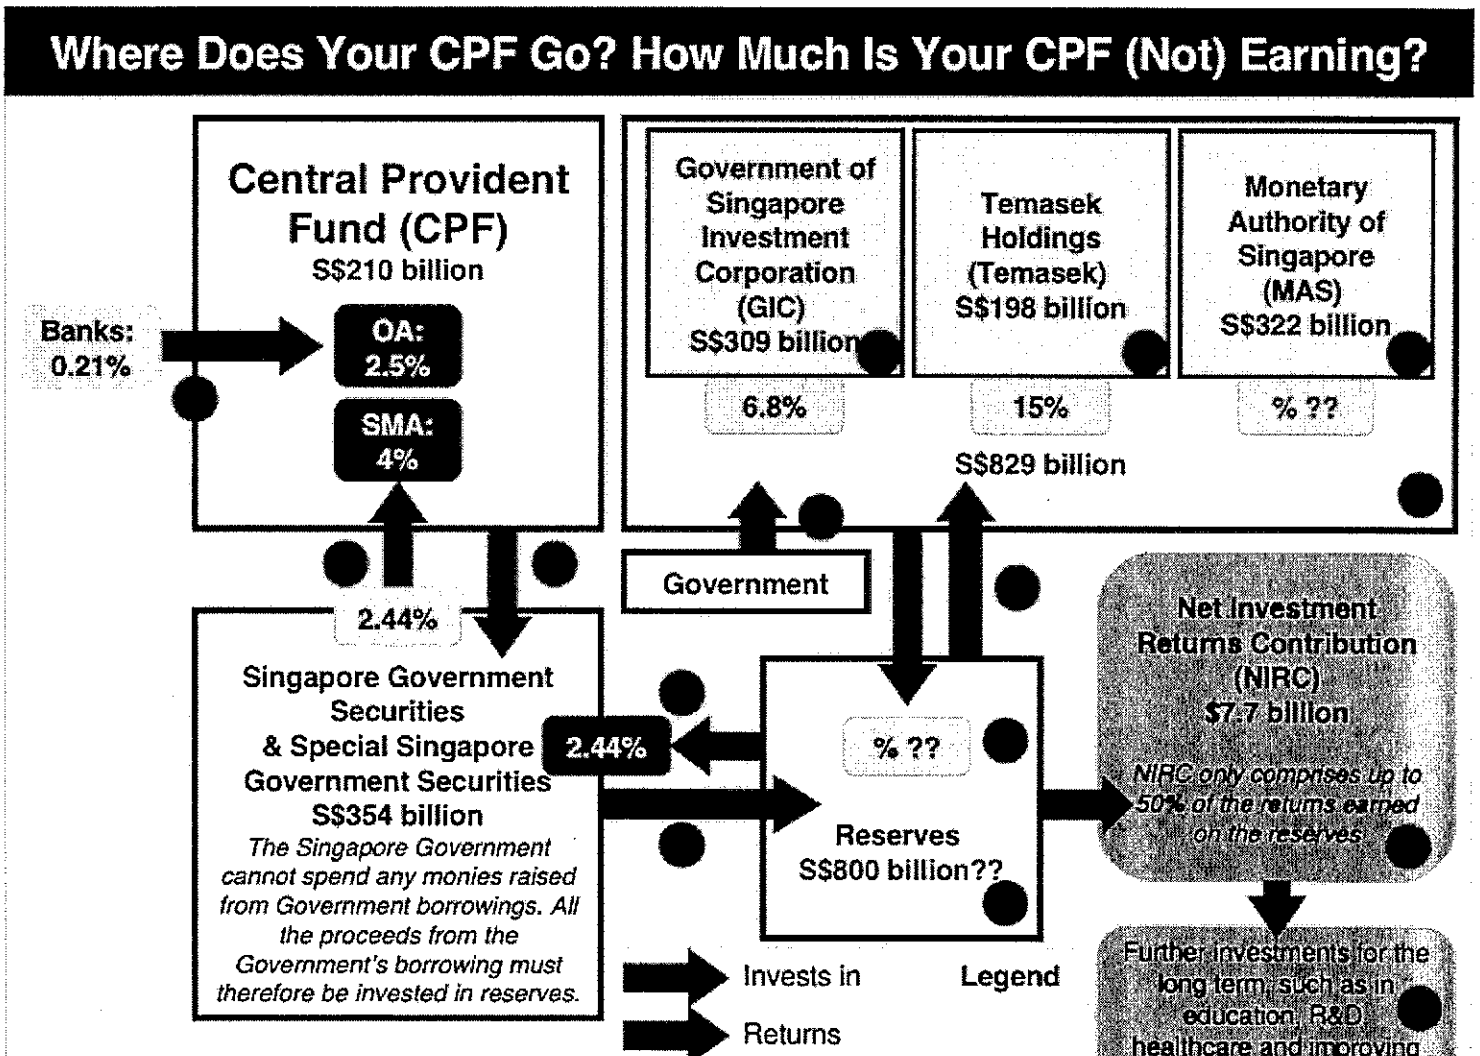 Where Does Your CPF Go? How Much Is Your CPF (Not) Earning?
Central Provident
Fund (CPF)
S$210 billion
Banks:
0.21%
OA:
2.5%
SMA:
4%
Government of
Singapore
Investment
Corporation
(GIC)
S$309 billion
6.8%
Temasek
Holdings
(Temasek)
S$198 billion
15%
Monetary
Authority of
Singapore
(MAS)
S$322 billion
% ??
S$829 billion
Government
2.44%
Singapore Government
Securities
& Special Singapore
Government Securities
S$354 billion
The Singapore Government
cannot spend any monies raised
from Government borrowings. All
the proceeds from the
Government's borrowing must
therefore be invested in reserves.
2.44%
% ??
Reserves
S$800 billion??
Net Investment
Returns Contribution
(NIRC)
$7.7 billion
NIRC only comprises up to
50% of the returns earned
on the reserves
Further investments for the
long term, such as in
education, R&D,
healthcare and improving
Invests in
Legend
Returns